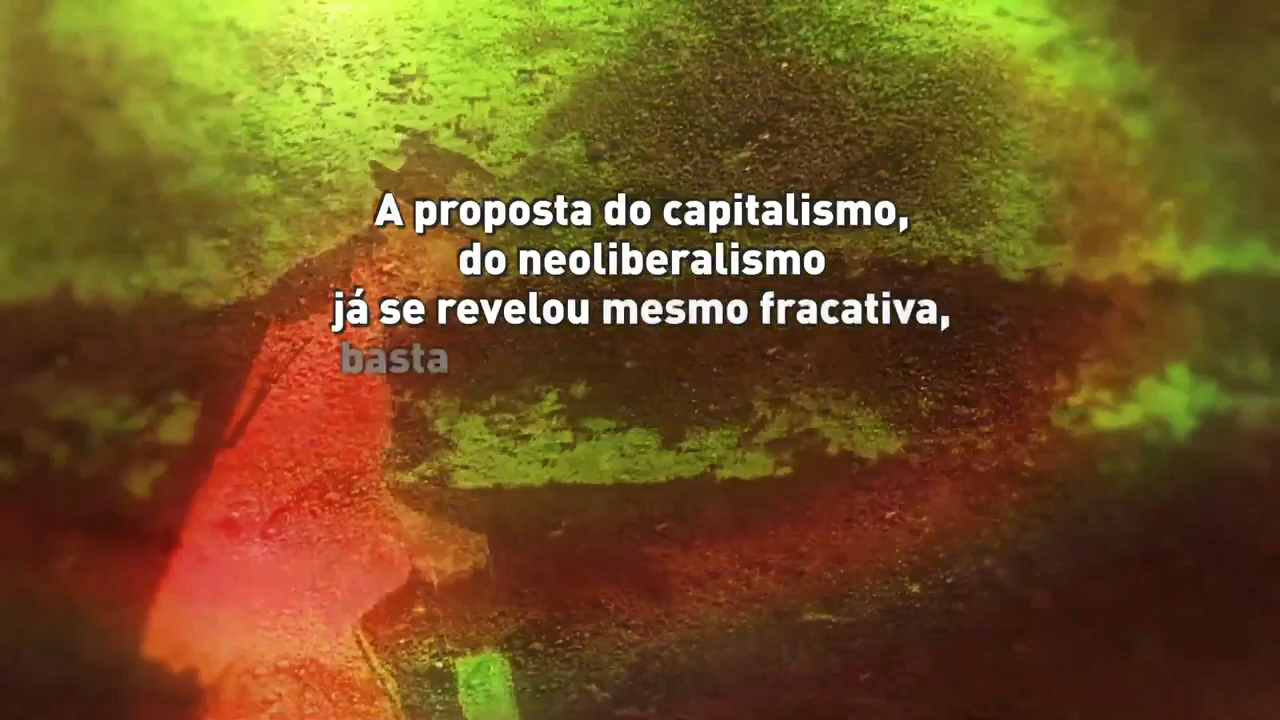 A proposta do capitalismo,
do neoliberalismo
já se revelou mesmo fracativa,
basta